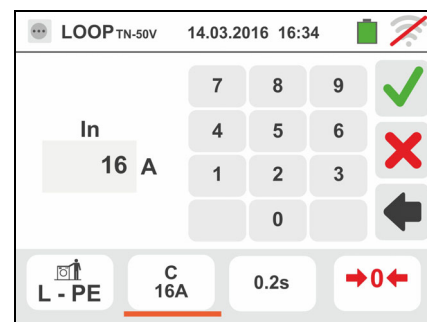 LOOP TN-50V 14.03.2016 16:34
7 8 9
In
4 5 6
16 A
1 2 3
0
L - PE
C
16A
0.2s
0